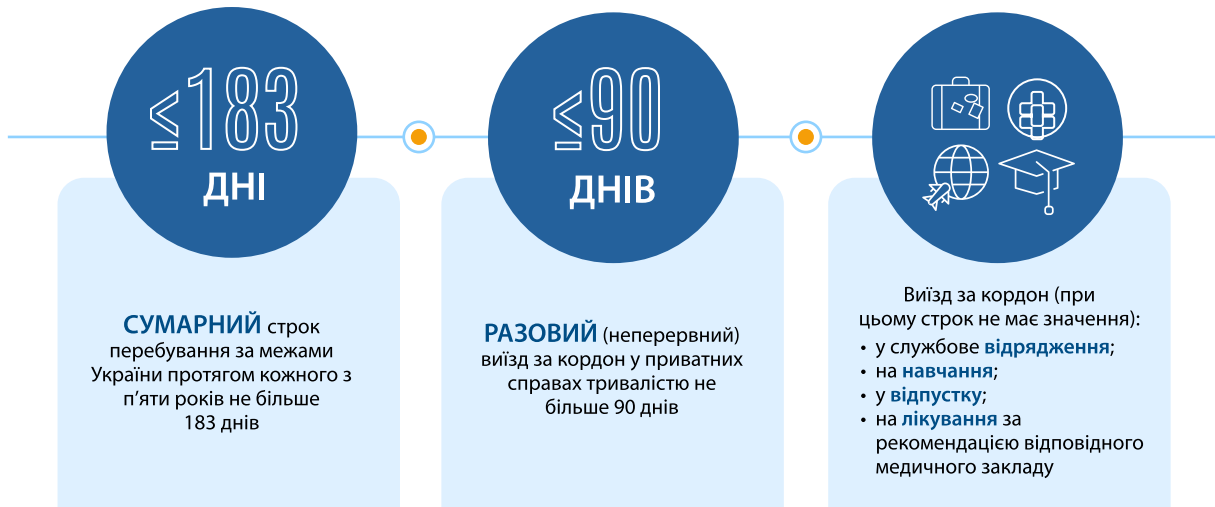 ≤183
ДНІ
СУМАРНИЙ строк
перебування за межами
України протягом кожного з
п'яти років не більше
183 днів
≤90
ДНІВ
РАЗОВИЙ (неперервний)
виїзд за кордон у приватних
справах тривалістю не
більше 90 днів
Виїзд за кордон (при
цьому строк не має значення):
• у службове відрядження;
• на навчання;
• у відпустку;
• на лікування за
рекомендацією відповідного
медичного закладу